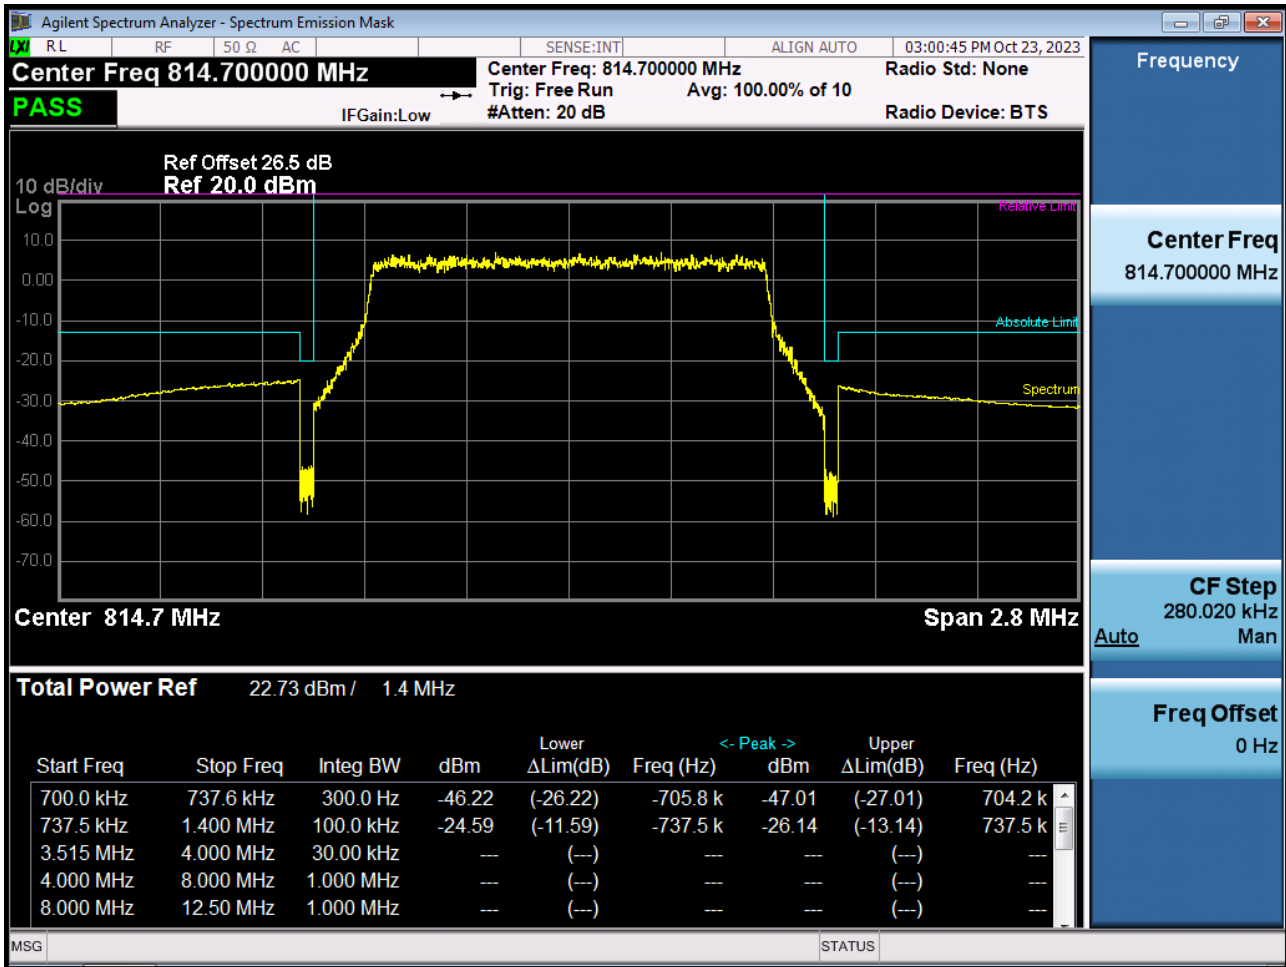 Agilent Spectrum Analyzer - Spectrum Emission Mask
LXI RL RF 50 Ω AC SENSE:INT ALIGN AUTO 03:00:45 PM Oct 23, 2023
Center Freq 814.700000 MHz
Center Freq: 814.700000 MHz Radio Std: None
Trig: Free Run Avg: 100.00% of 10
PASS IFGain:Low #Atten: 20 dB Radio Device: BTS
Ref Offset 26.5 dB
10 dB/div Ref 20.0 dBm
Log
Relative Limit
10.0
0.00
-10.0
Absolute Limit
-20.0
Spectrum
-30.0
-40.0
-50.0
-60.0
-70.0
Center 814.7 MHz Span 2.8 MHz
Total Power Ref 22.73 dBm / 1.4 MHz
Lower <- Peak -> Upper
Start Freq Stop Freq Integ BW dBm ΔLim(dB) Freq (Hz) dBm ΔLim(dB) Freq (Hz)
700.0 kHz 737.6 kHz 300.0 Hz -46.22 (-26.22) -705.8 k -47.01 (-27.01) 704.2 k
737.5 kHz 1.400 MHz 100.0 kHz -24.59 (-11.59) -737.5 k -26.14 (-13.14) 737.5 k
3.515 MHz 4.000 MHz 30.00 kHz --- (---) --- --- (---) ---
4.000 MHz 8.000 MHz 1.000 MHz --- (---) --- --- (---) ---
8.000 MHz 12.50 MHz 1.000 MHz --- (---) --- --- (---) ---
MSG STATUS
Frequency
Center Freq
814.700000 MHz
CF Step
280.020 kHz
Auto Man
Freq Offset
0 Hz